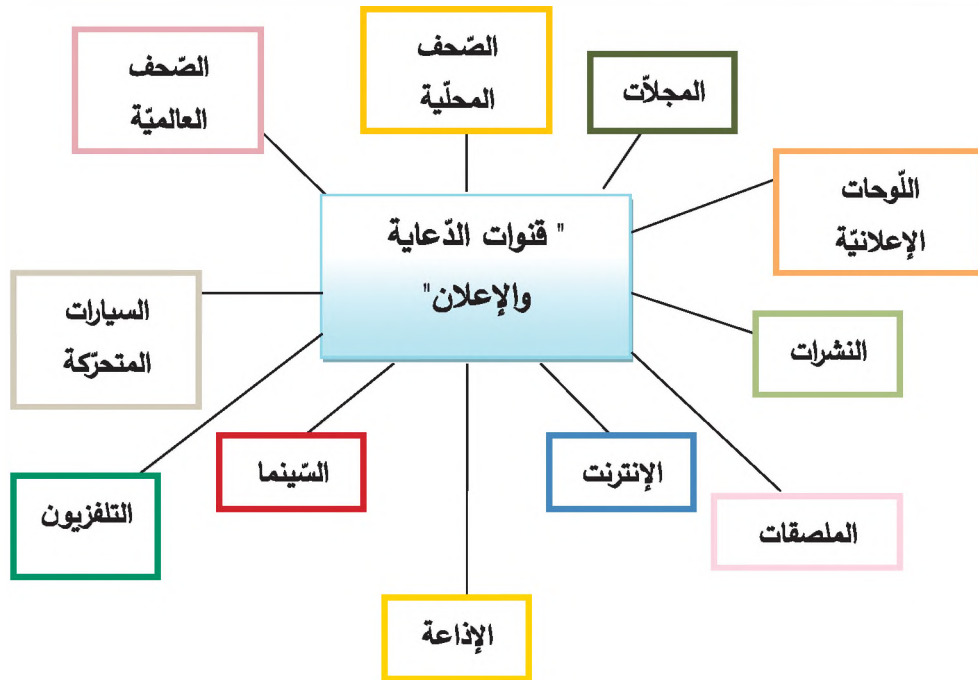 الصّحف
العالميّة
الصّحف
المحلّية
المجلاّت
اللّوحات
الإعلانيّة
" قنوات الدّعاية
والإعلان"
السيارات
المتحرّكة
النشرات
التلفزيون
السّينما
الإنترنت
الملصقات
الإذاعة